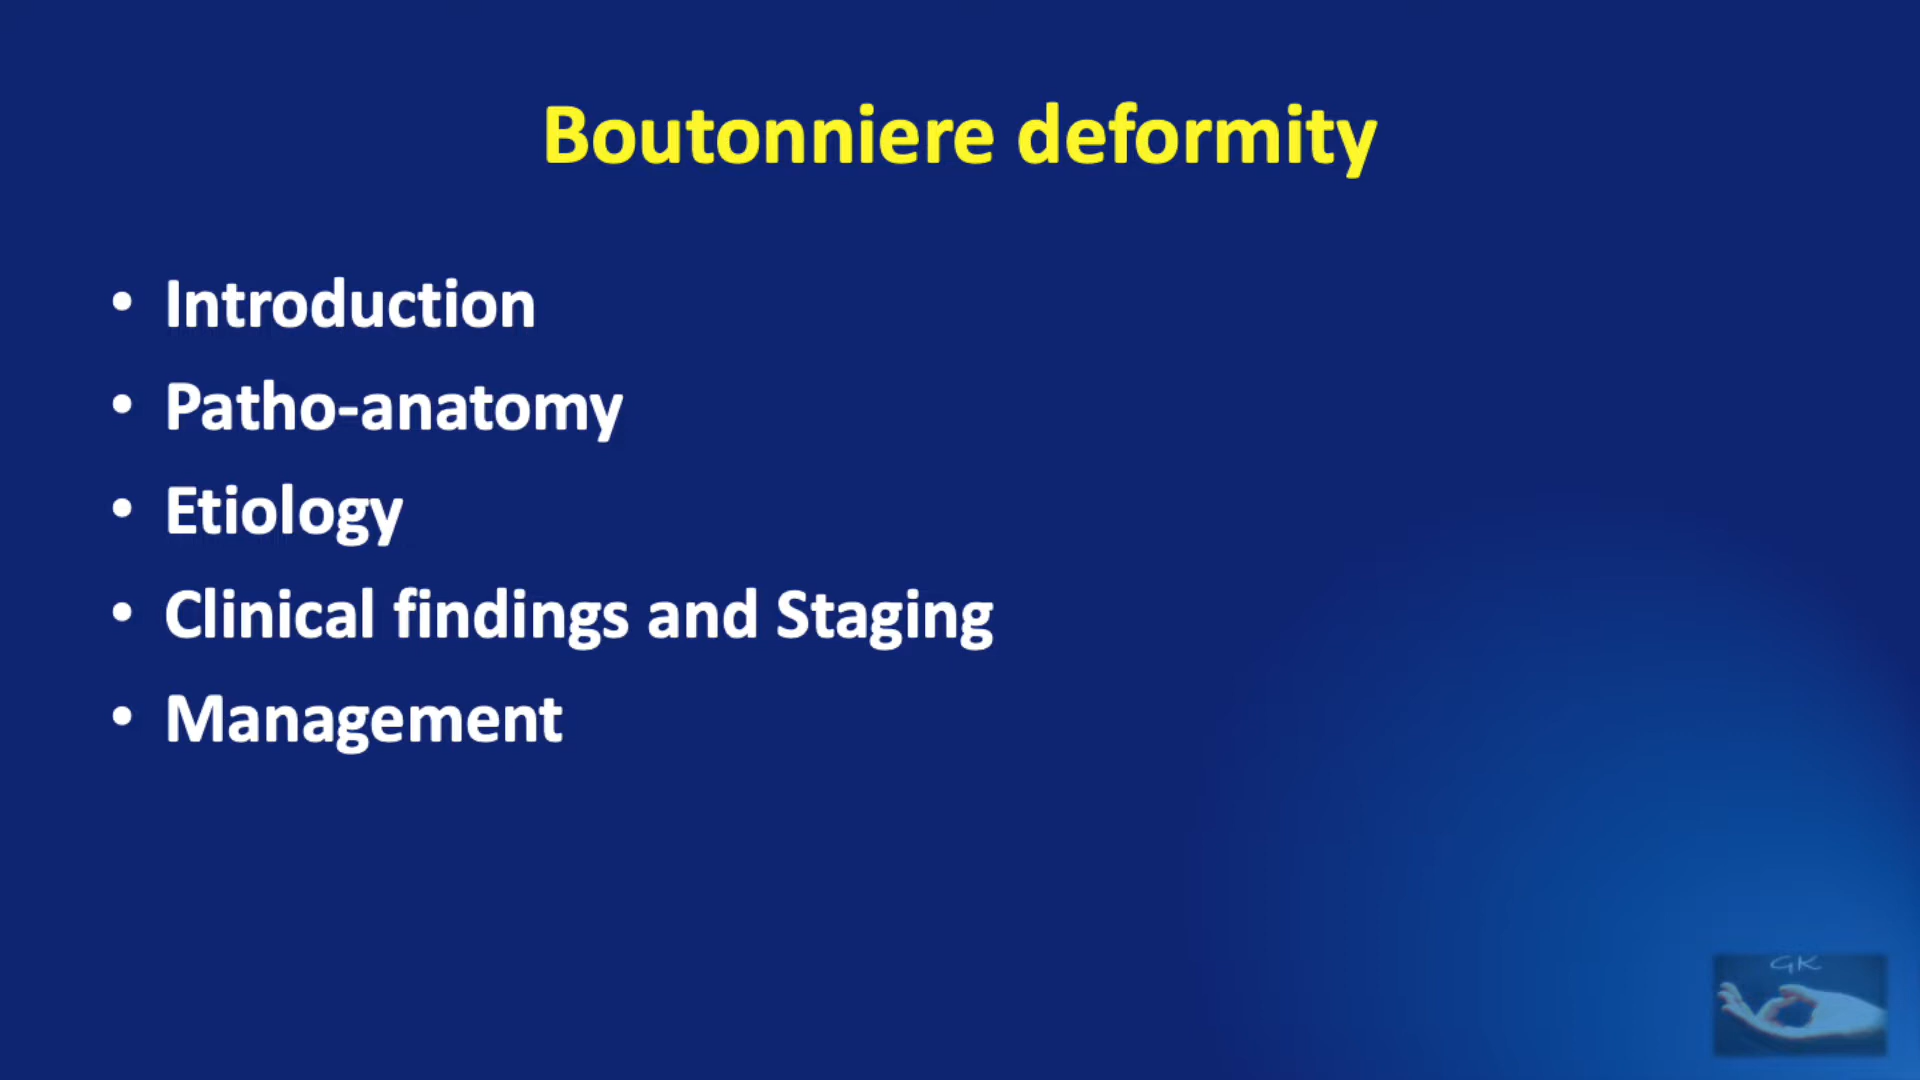 Boutonniere deformity
• Introduction
• Patho-anatomy
• Etiology
• Clinical findings and Staging
• Management
GK